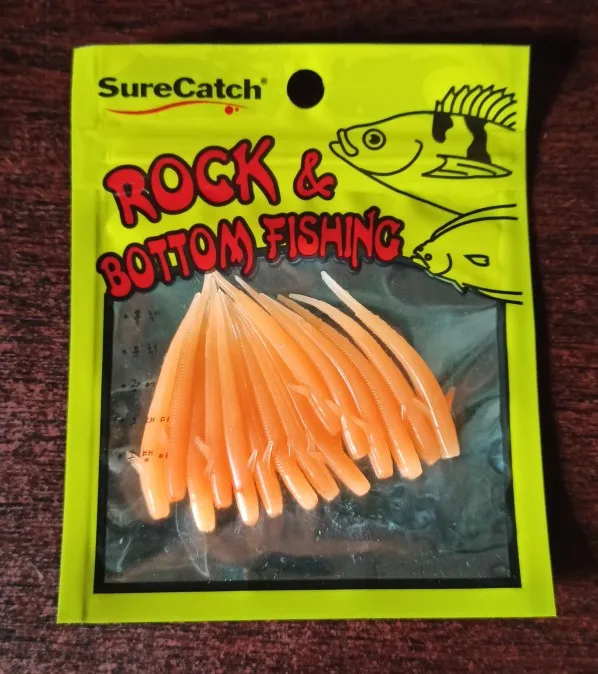 SureCatch®
ROCK &
BOTTOM FISHING